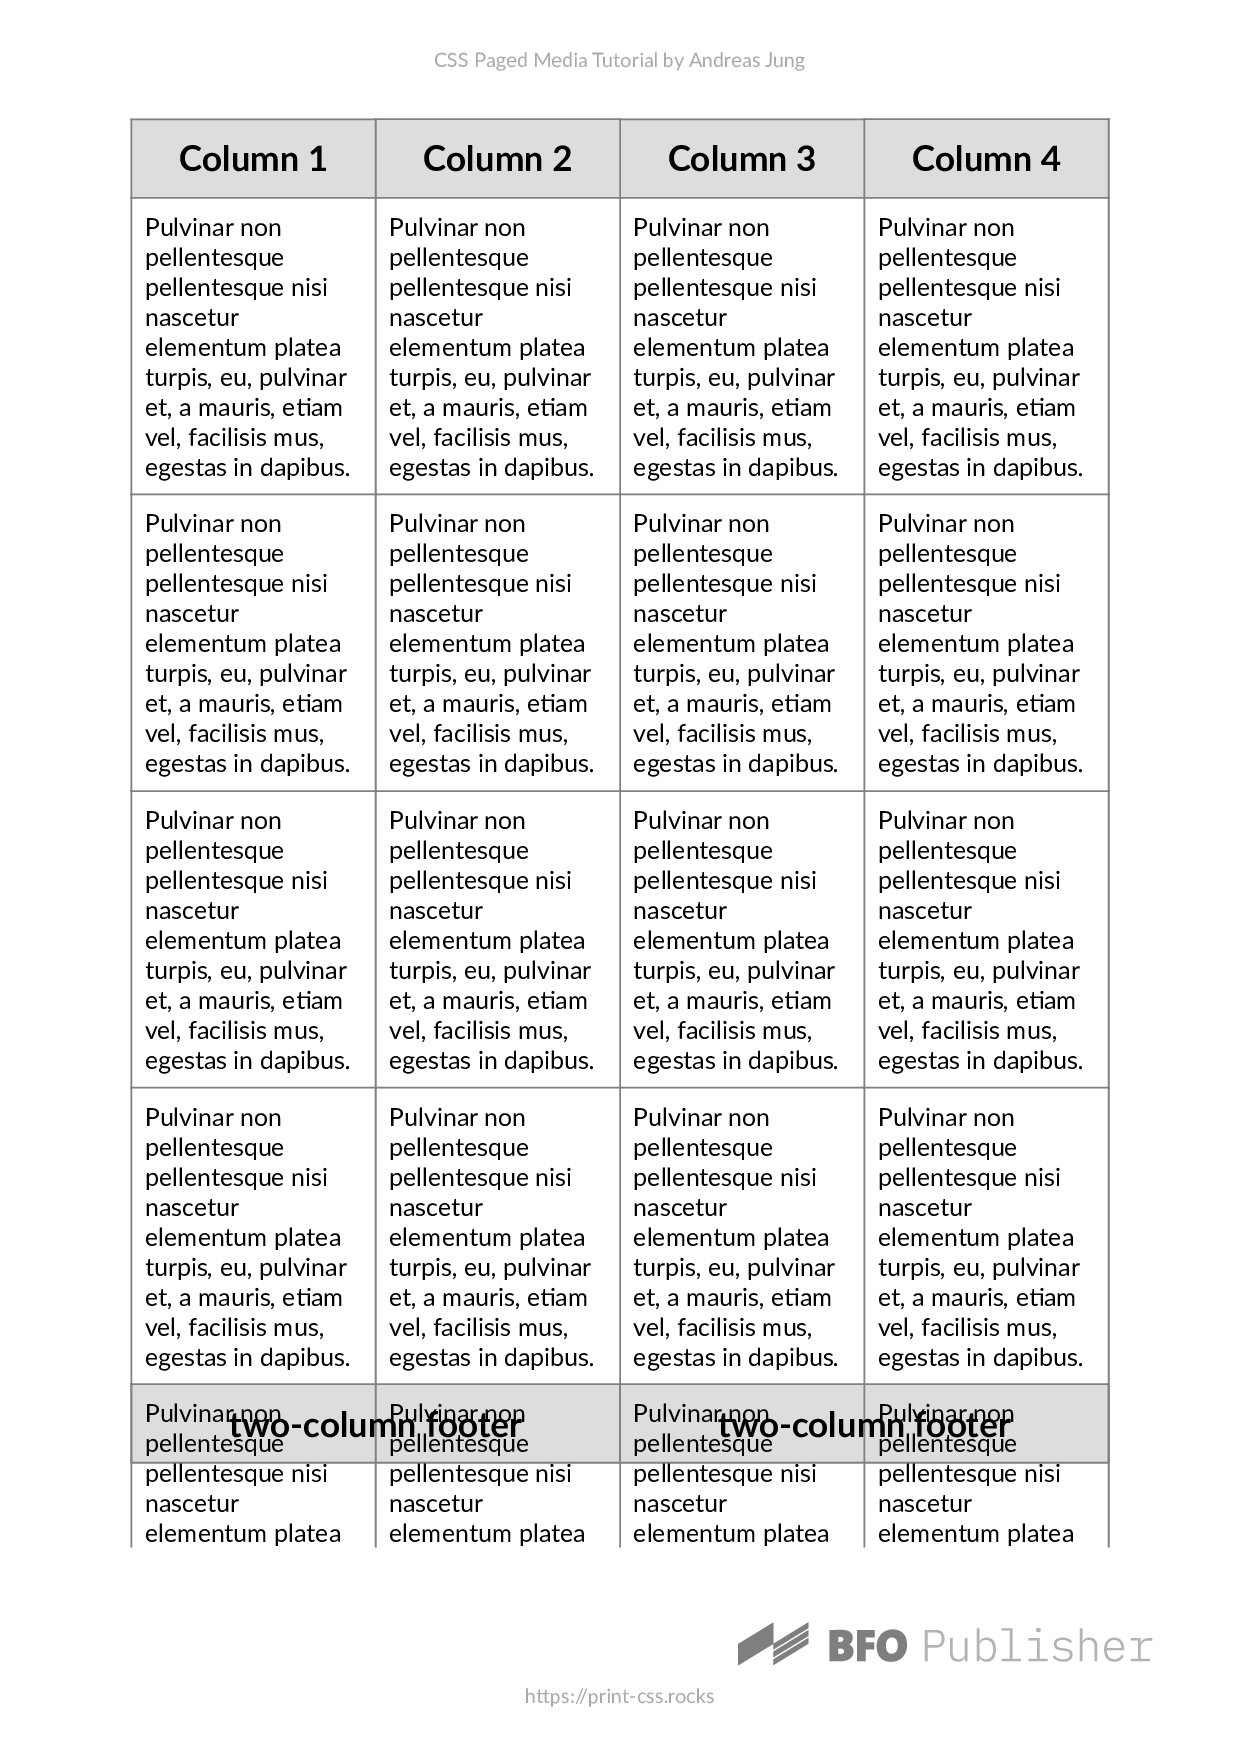 CSS Paged Media Tutorial by Andreas Jung
Column 1 Column 2 Column 3 Column 4
Pulvinar non Pulvinar non Pulvinar non Pulvinar non
pellentesque pellentesque pellentesque pellentesque
pellentesque nisi pellentesque nisi pellentesque nisi pellentesque nisi
nascetur nascetur nascetur nascetur
elementum platea elementum platea elementum platea elementum platea
turpis, eu, pulvinar turpis, eu, pulvinar turpis, eu, pulvinar turpis, eu, pulvinar
et, a mauris, etiam et, a mauris, etiam et, a mauris, etiam et, a mauris, etiam
vel, facilisis mus, vel, facilisis mus, vel, facilisis mus, vel, facilisis mus,
egestas in dapibus. egestas in dapibus. egestas in dapibus. egestas in dapibus.
Pulvinar non Pulvinar non Pulvinar non Pulvinar non
pellentesque pellentesque pellentesque pellentesque
pellentesque nisi pellentesque nisi pellentesque nisi pellentesque nisi
nascetur nascetur nascetur nascetur
elementum platea elementum platea elementum platea elementum platea
turpis, eu, pulvinar turpis, eu, pulvinar turpis, eu, pulvinar turpis, eu, pulvinar
et, a mauris, etiam et, a mauris, etiam et, a mauris, etiam et, a mauris, etiam
vel, facilisis mus, vel, facilisis mus, vel, facilisis mus, vel, facilisis mus,
egestas in dapibus. egestas in dapibus. egestas in dapibus. egestas in dapibus.
Pulvinar non Pulvinar non Pulvinar non Pulvinar non
pellentesque pellentesque pellentesque pellentesque
pellentesque nisi pellentesque nisi pellentesque nisi pellentesque nisi
nascetur nascetur nascetur nascetur
elementum platea elementum platea elementum platea elementum platea
turpis, eu, pulvinar turpis, eu, pulvinar turpis, eu, pulvinar turpis, eu, pulvinar
et, a mauris, etiam et, a mauris, etiam et, a mauris, etiam et, a mauris, etiam
vel, facilisis mus, vel, facilisis mus, vel, facilisis mus, vel, facilisis mus,
egestas in dapibus. egestas in dapibus. egestas in dapibus. egestas in dapibus.
Pulvinar non Pulvinar non Pulvinar non Pulvinar non
pellentesque pellentesque pellentesque pellentesque
pellentesque nisi pellentesque nisi pellentesque nisi pellentesque nisi
nascetur nascetur nascetur nascetur
elementum platea elementum platea elementum platea elementum platea
turpis, eu, pulvinar turpis, eu, pulvinar turpis, eu, pulvinar turpis, eu, pulvinar
et, a mauris, etiam et, a mauris, etiam et, a mauris, etiam et, a mauris, etiam
vel, facilisis mus, vel, facilisis mus, vel, facilisis mus, vel, facilisis mus,
egestas in dapibus. egestas in dapibus. egestas in dapibus. egestas in dapibus.
Pulvinar non Pulvinar non Pulvinar non Pulvinar non
two-column footer two-column footer
pellentesque pellentesque pellentesque pellentesque
pellentesque nisi pellentesque nisi pellentesque nisi pellentesque nisi
nascetur nascetur nascetur nascetur
elementum platea elementum platea elementum platea elementum platea
BFO Publisher
https://print-css.rocks